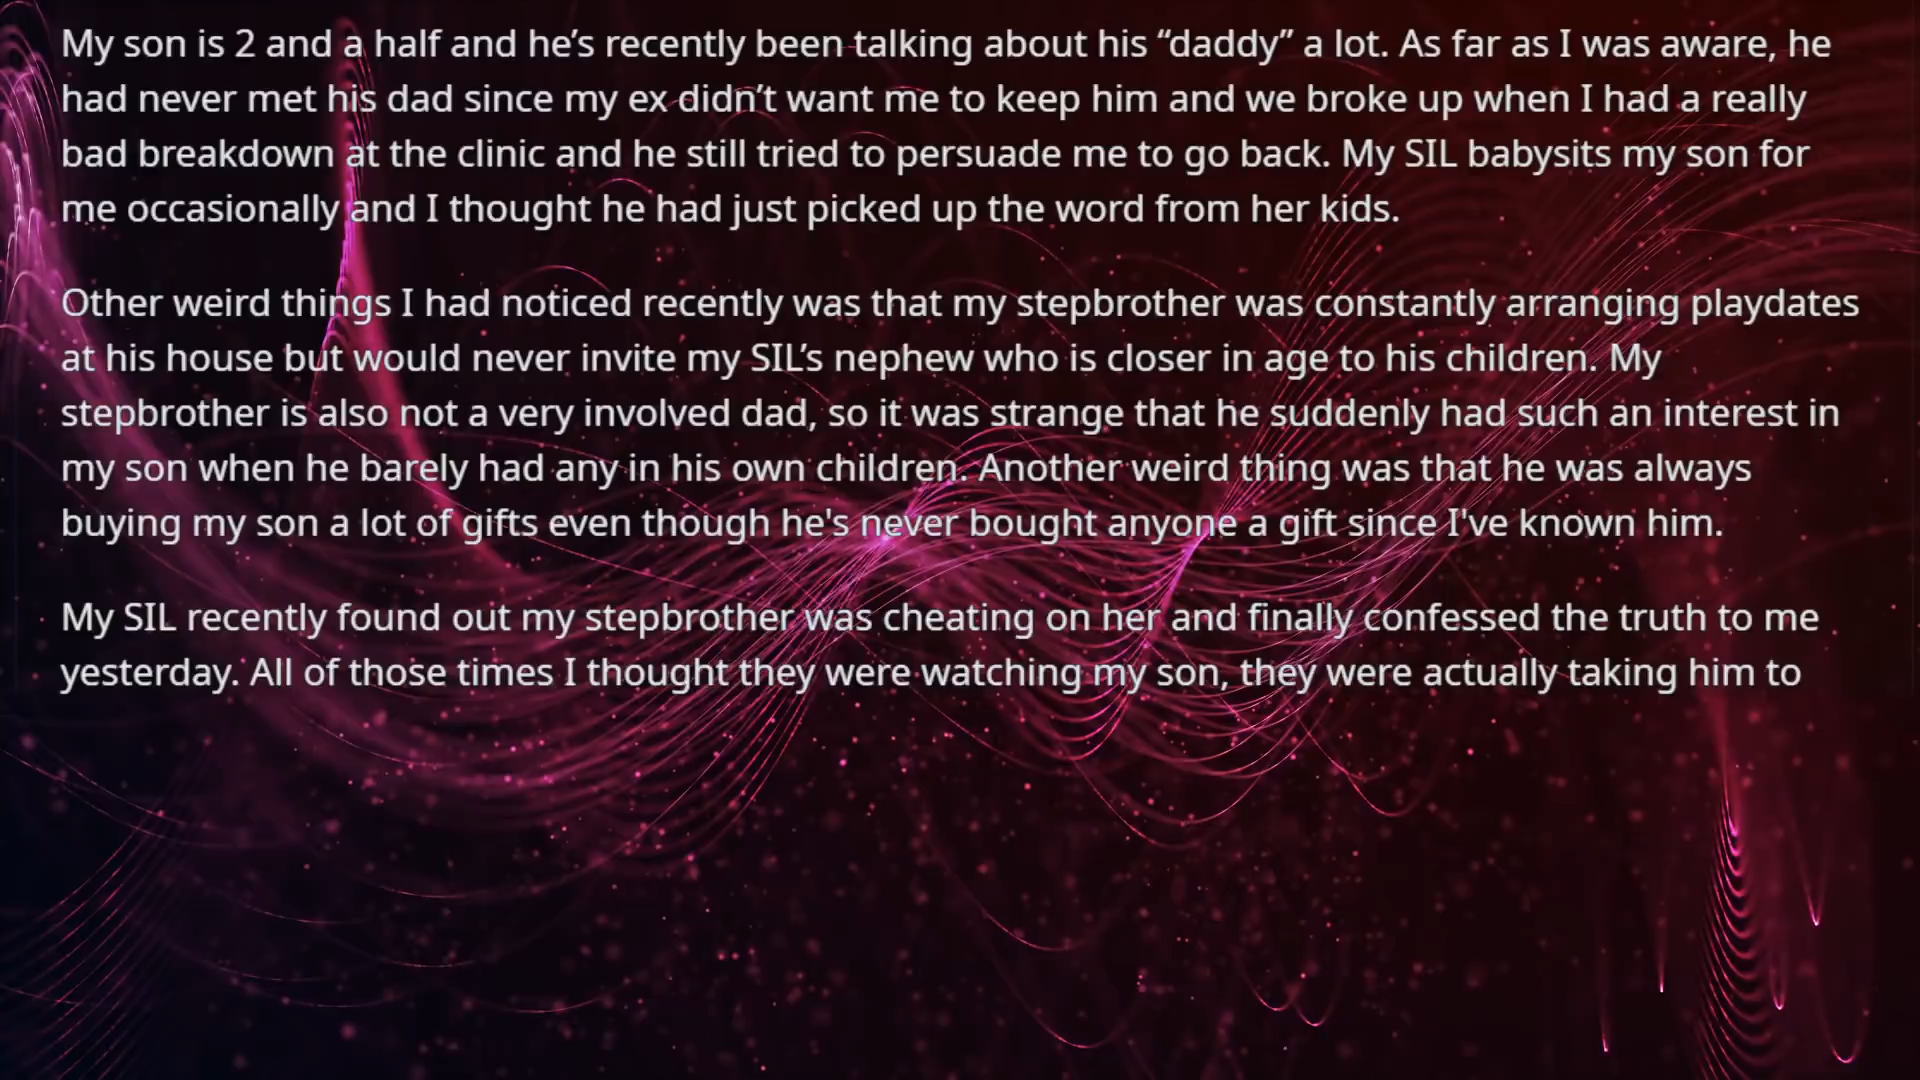 My son is 2 and a half and he’s recently been talking about his “daddy” a lot. As far as I was aware, he
had never met his dad since my ex didn’t want me to keep him and we broke up when I had a really
bad breakdown at the clinic and he still tried to persuade me to go back. My SIL babysits my son for
me occasionally and I thought he had just picked up the word from her kids.
Other weird things I had noticed recently was that my stepbrother was constantly arranging playdates
at his house but would never invite my SIL’s nephew who is closer in age to his children. My
stepbrother is also not a very involved dad, so it was strange that he suddenly had such an interest in
my son when he barely had any in his own children. Another weird thing was that he was always
buying my son a lot of gifts even though he's never bought anyone a gift since I've known him.
My SIL recently found out my stepbrother was cheating on her and finally confessed the truth to me
yesterday. All of those times I thought they were watching my son, they were actually taking him to